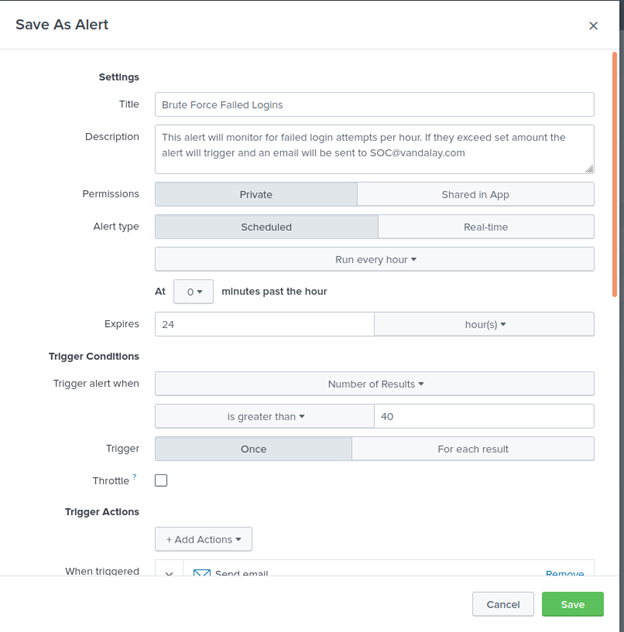 Save As Alert
Settings
Title Brute Force Failed Logins
Description This alert will monitor for failed login attempts per hour. If they exceed set amount the
alert will trigger and an email will be sent to SOC@vandalay.com
Permissions Private Shared in App
Alert type Scheduled Real-time
Run every hour
At 0 minutes past the hour
Expires 24 hour(s)
Trigger Conditions
Trigger alert when Number of Results
is greater than 40
Trigger Once For each result
Throttle ?
Trigger Actions
+ Add Actions
When triggered Send email Remove
Cancel Save